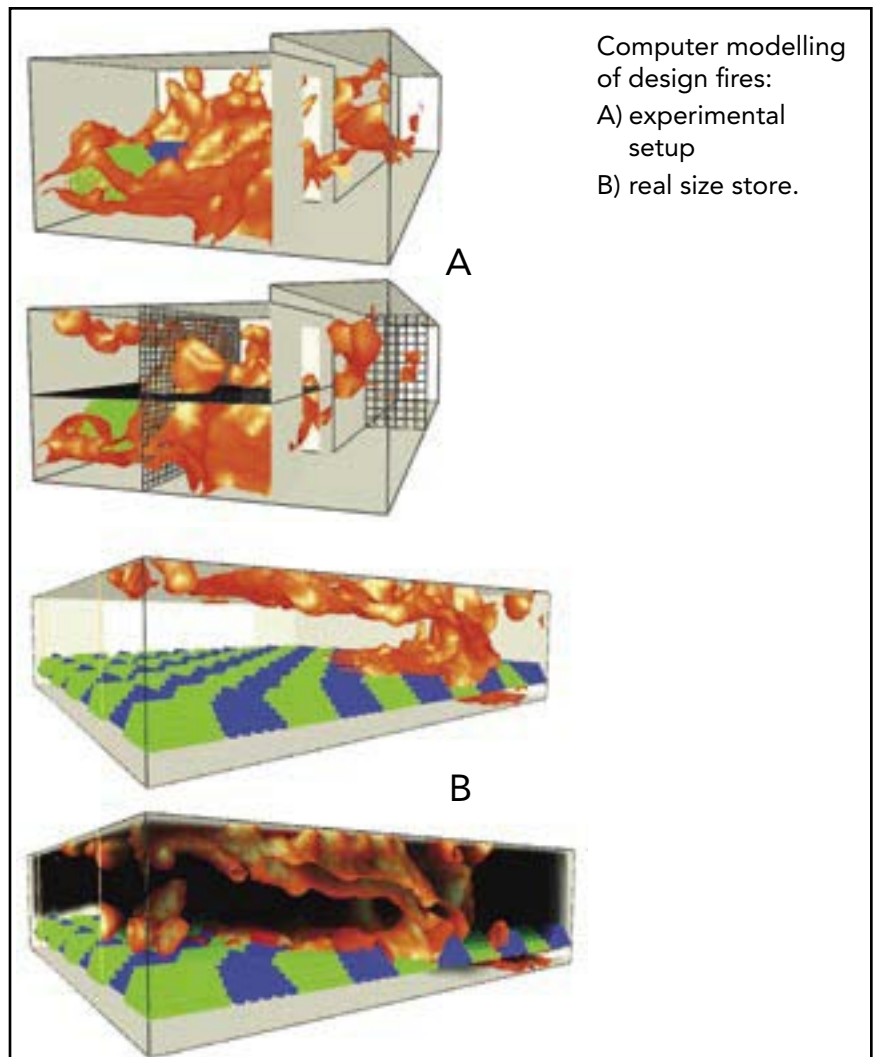 Computer modelling
of design fires:
A) experimental
setup
B) real size store.
A
B